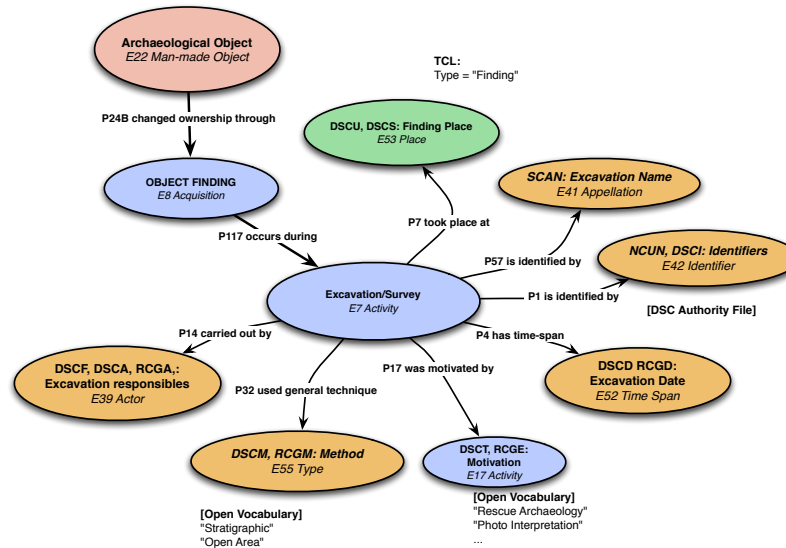 Archaeological Object
E22 Man-made Object
TCL:
Type = "Finding"
P24B changed ownership through
DSCU, DSCS: Finding Place
E53 Place
OBJECT FINDING
E8 Acquisition
SCAN: Excavation Name
E41 Appellation
P117 occurs during
P7 took place at
P57 is identified by
NCUN, DSCI: Identifiers
E42 Identifier
Excavation/Survey
E7 Activity
P1 is identified by
[DSC Authority File]
P14 carried out by
P4 has time-span
DSCF, DSCA, RCGA,:
Excavation responsibles
E39 Actor
P17 was motivated by
DSCD RCGD:
Excavation Date
E52 Time Span
P32 used general technique
DSCM, RCGM: Method
E55 Type
DSCT, RCGE:
Motivation
E17 Activity
[Open Vocabulary]
"Stratigraphic"
"Open Area"
[Open Vocabulary]
"Rescue Archaeology"
"Photo Interpretation"
...